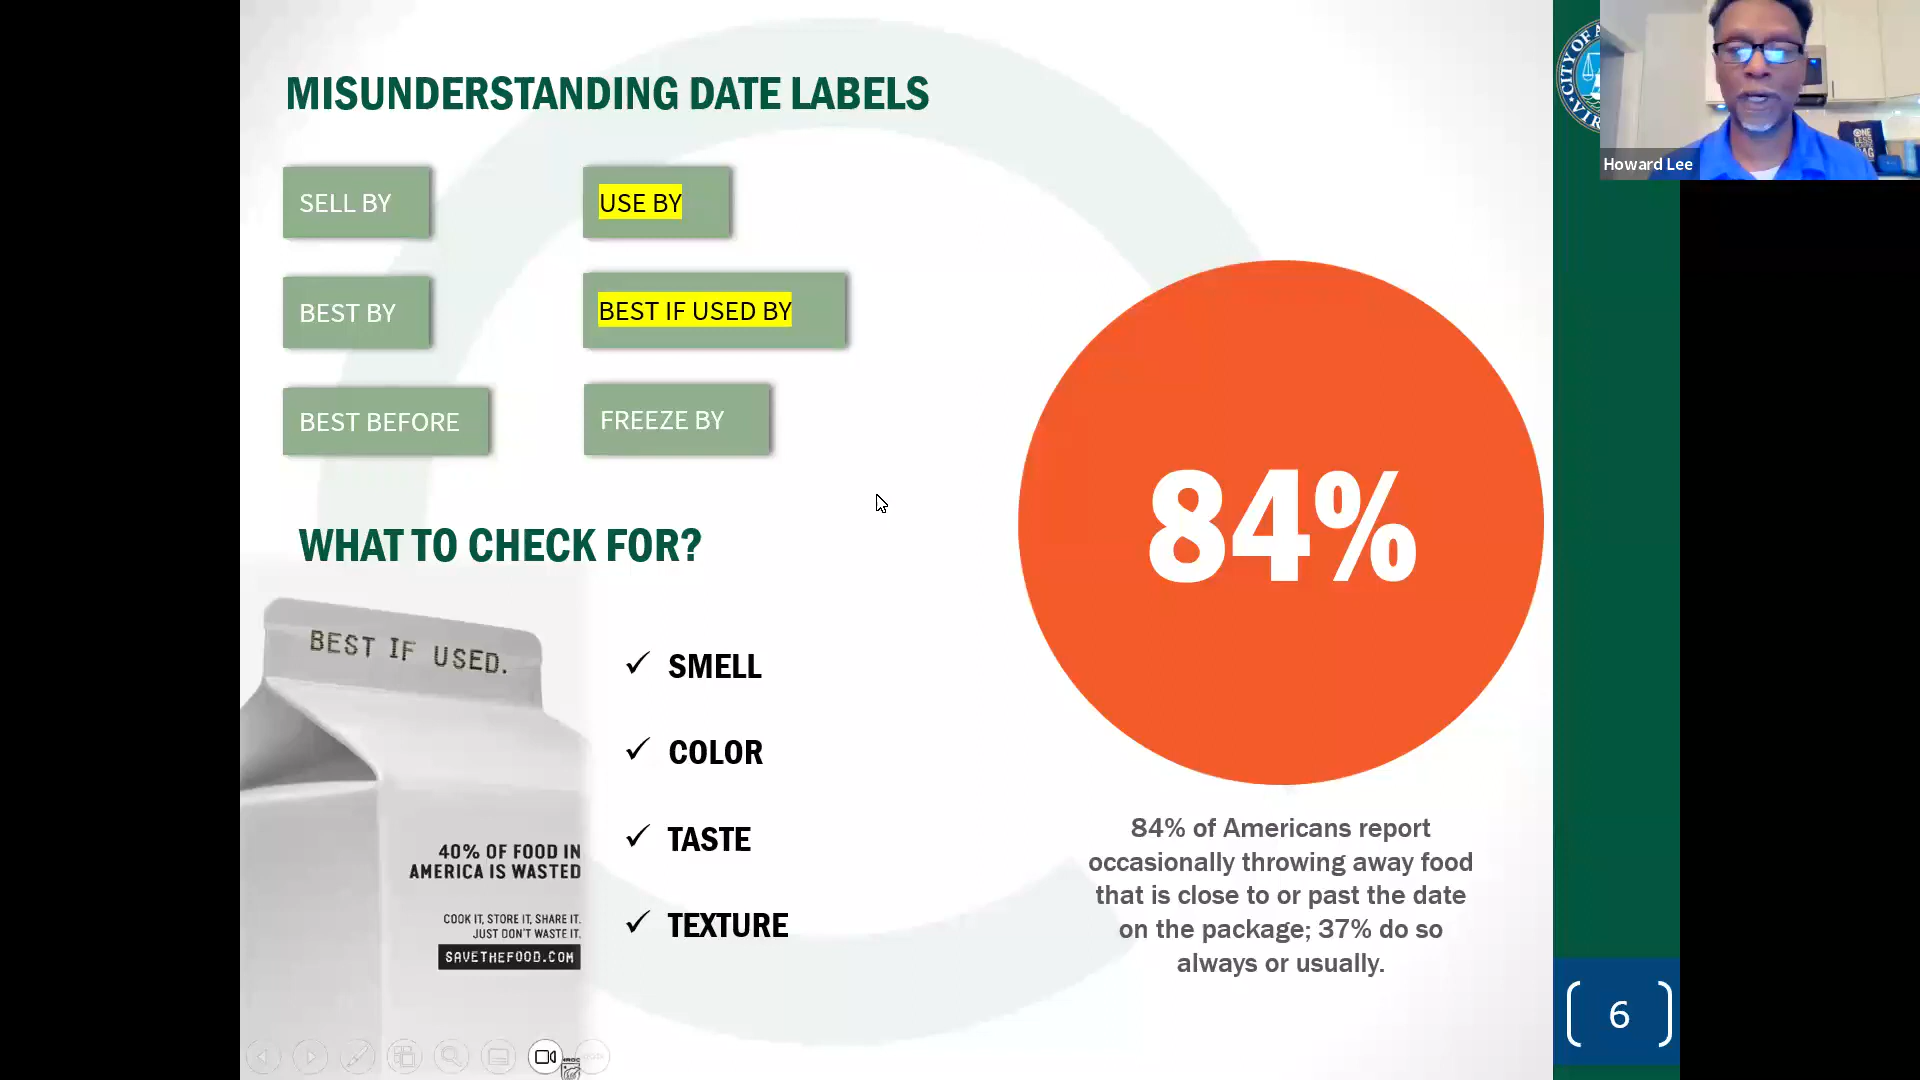 MISUNDERSTANDING DATE LABELS
SELL BY
USE BY
BEST BY
BEST IF USED BY
BEST BEFORE
FREEZE BY
WHAT TO CHECK FOR?
BEST IF USED.
40% OF FOOD IN
AMERICA IS WASTED
COOK IT, STORE IT, SHARE IT.
JUST DON'T WASTE IT.
SAVETHEFOOD.COM
✓ SMELL
✓ COLOR
✓ TASTE
✓ TEXTURE
84%
84% of Americans report
occasionally throwing away food
that is close to or past the date
on the package; 37% do so
always or usually.
CITY OF
Howard Lee
ONE
LESS
6